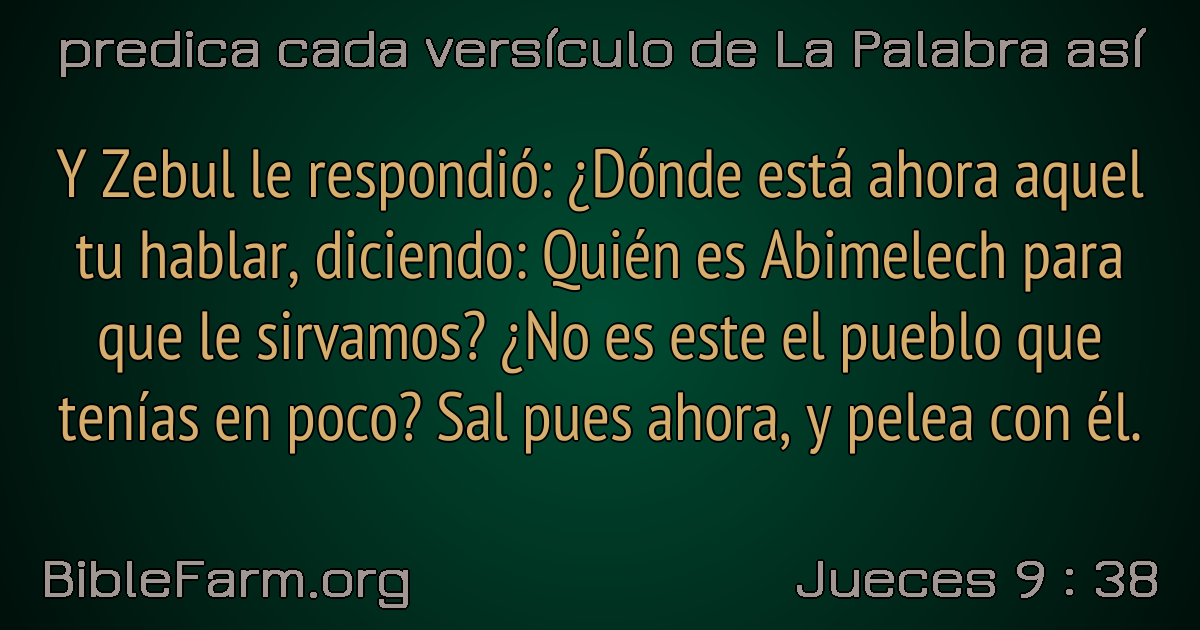 predica cada versículo de La Palabra así
Y Zebul le respondió: ¿Dónde está ahora aquel
tu hablar, diciendo: Quién es Abimelech para
que le sirvamos? ¿No es este el pueblo que
tenías en poco? Sal pues ahora, y pelea con él.
BibleFarm.org
Jueces 9 : 38